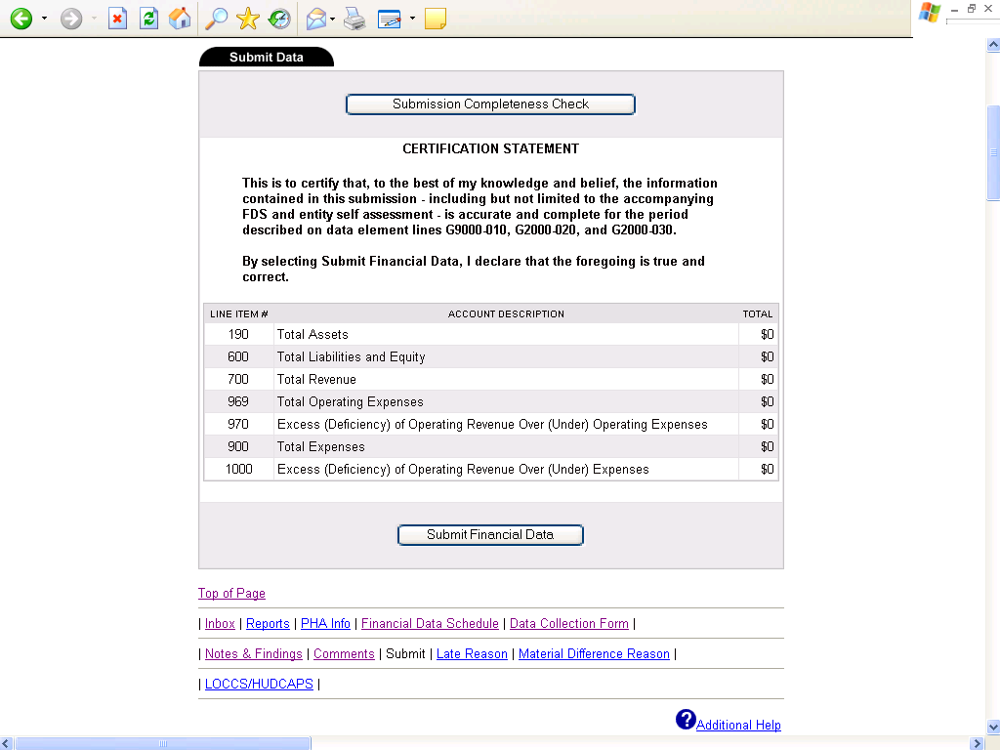 Submit Data
Submission Completeness Check
CERTIFICATION STATEMENT
This is to certify that, to the best of my knowledge and belief, the information
contained in this submission - including but not limited to the accompanying
FDS and entity self assessment - is accurate and complete for the period
described on data element lines G9000-010, G2000-020, and G2000-030.
By selecting Submit Financial Data, I declare that the foregoing is true and
correct.
LINE ITEM # ACCOUNT DESCRIPTION TOTAL
190 Total Assets $0
600 Total Liabilities and Equity $0
700 Total Revenue $0
969 Total Operating Expenses $0
970 Excess (Deficiency) of Operating Revenue Over (Under) Operating Expenses $0
900 Total Expenses $0
1000 Excess (Deficiency) of Operating Revenue Over (Under) Expenses $0
Submit Financial Data
Top of Page
| Inbox | Reports | PHA Info | Financial Data Schedule | Data Collection Form |
| Notes & Findings | Comments | Submit | Late Reason | Material Difference Reason |
| LOCCS/HUDCAPS |
? Additional Help